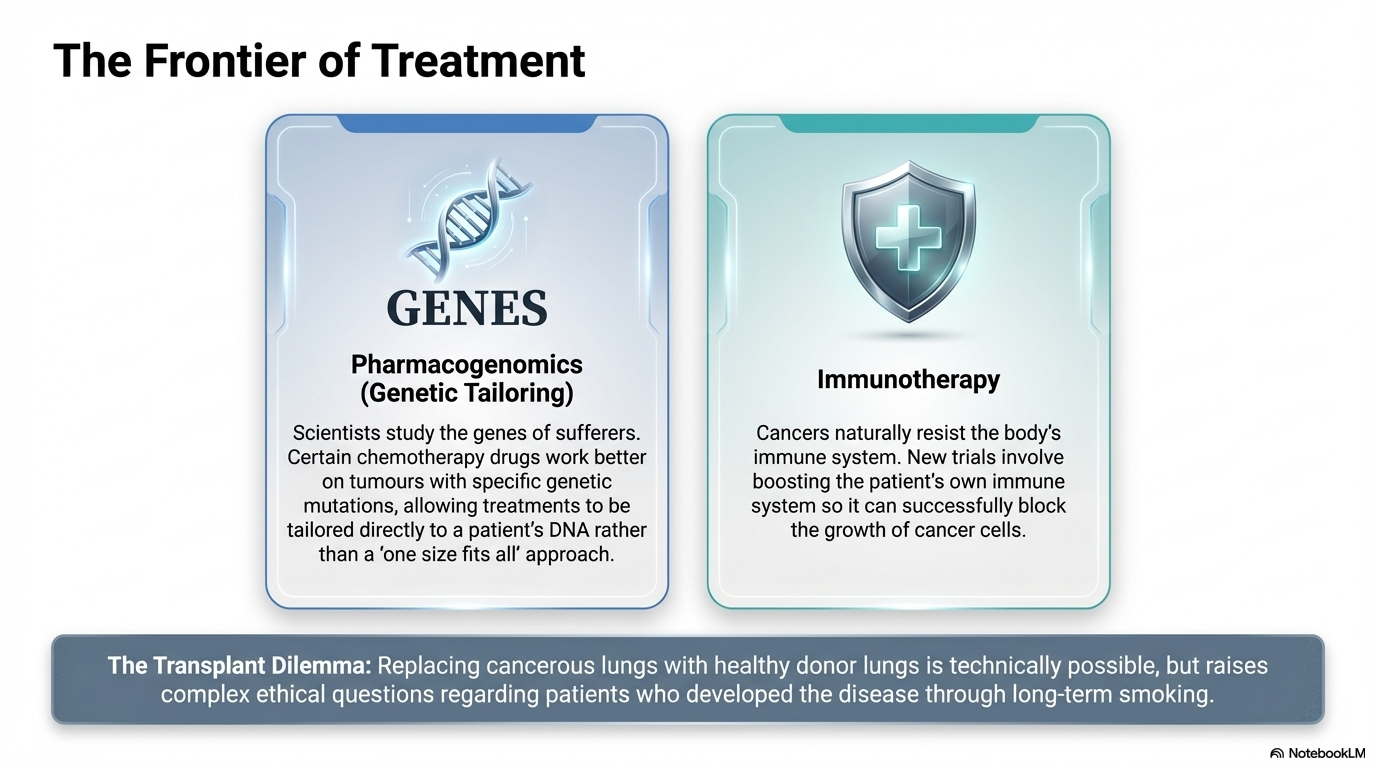 The Frontier of Treatment
GENES
Pharmacogenomics
(Genetic Tailoring)
Scientists study the genes of sufferers.
Certain chemotherapy drugs work better
on tumours with specific genetic
mutations, allowing treatments to be
tailored directly to a patient’s DNA rather
than a ‘one size fits all‘ approach.
Immunotherapy
Cancers naturally resist the body’s
immune system. New trials involve
boosting the patient’s own immune
system so it can successfully block
the growth of cancer cells.
The Transplant Dilemma: Replacing cancerous lungs with healthy donor lungs is technically possible, but raises
complex ethical questions regarding patients who developed the disease through long-term smoking.
NotebookLM